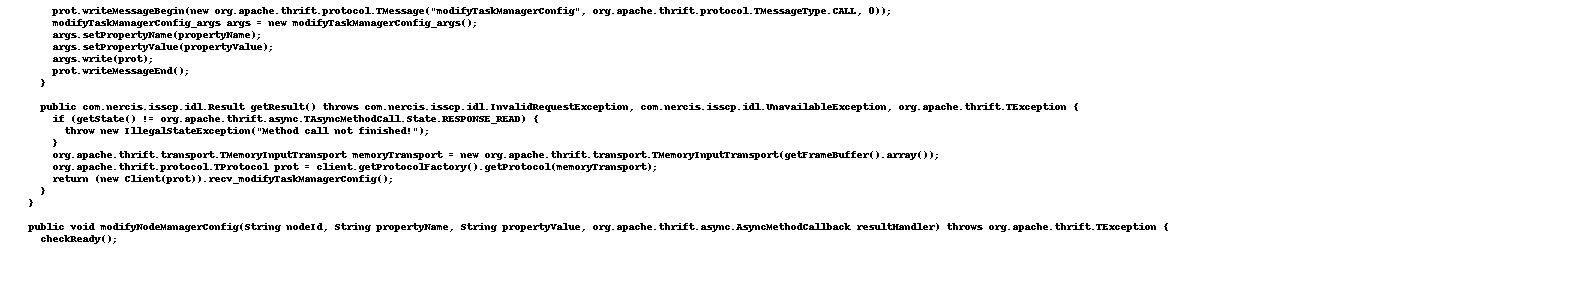 prot.writeMessageBegin(new org.apache.thrift.protocol.TMessage("modifyTaskManagerConfig", org.apache.thrift.protocol.TMessageType.CALL, 0));
modifyTaskManagerConfig_args args = new modifyTaskManagerConfig_args();
args.setPropertyName(propertyName);
args.setPropertyValue(propertyValue);
args.write(prot);
prot.writeMessageEnd();
}
public com.nercis.isscp.idl.Result getResult() throws com.nercis.isscp.idl.InvalidRequestException, com.nercis.isscp.idl.UnavailableException, org.apache.thrift.TException {
if (getState() != org.apache.thrift.async.TAsyncMethodCall.State.RESPONSE_READ) {
throw new IllegalStateException("Method call not finished!");
}
org.apache.thrift.transport.TMemoryInputTransport memoryTransport = new org.apache.thrift.transport.TMemoryInputTransport(getFrameBuffer().array());
org.apache.thrift.protocol.TProtocol prot = client.getProtocolFactory().getProtocol(memoryTransport);
return (new Client(prot)).recv_modifyTaskManagerConfig();
}
}
public void modifyNodeManagerConfig(String nodeId, String propertyName, String propertyValue, org.apache.thrift.async.AsyncMethodCallback resultHandler) throws org.apache.thrift.TException {
checkReady();